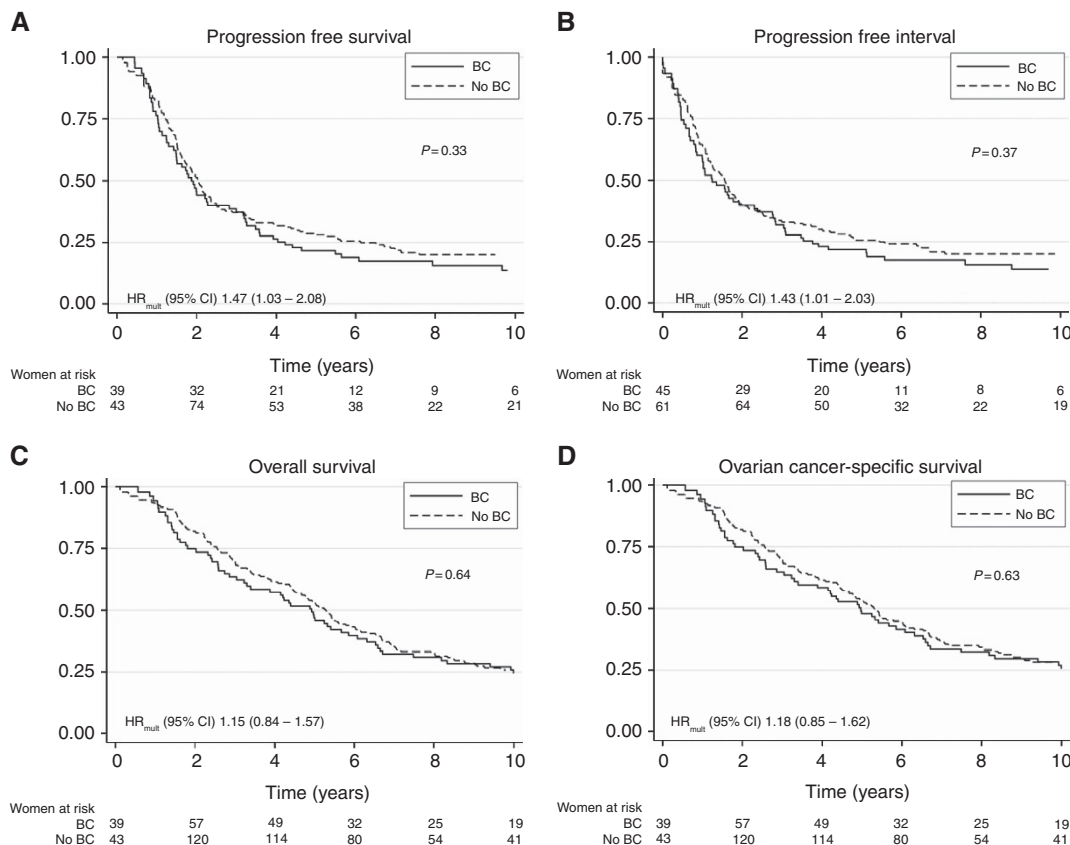 A
Progression free survival
1.00
0.75
0.50
0.25
0.00
BC
No BC
P=0.33
HRmult (95% CI) 1.47 (1.03 – 2.08)
0 2 4 6 8 10
Time (years)
Women at risk
BC 39 32 21 12 9 6
No BC 43 74 53 38 22 21
B
Progression free interval
1.00
0.75
0.50
0.25
0.00
BC
No BC
P=0.37
HRmult (95% CI) 1.43 (1.01 – 2.03)
0 2 4 6 8 10
Time (years)
Women at risk
BC 45 29 20 11 8 6
No BC 61 64 50 32 22 19
C
Overall survival
1.00
0.75
0.50
0.25
0.00
BC
No BC
P=0.64
HRmult (95% CI) 1.15 (0.84 – 1.57)
0 2 4 6 8 10
Time (years)
Women at risk
BC 39 57 49 32 25 19
No BC 43 120 114 80 54 41
D
Ovarian cancer-specific survival
1.00
0.75
0.50
0.25
0.00
BC
No BC
P=0.63
HRmult (95% CI) 1.18 (0.85 – 1.62)
0 2 4 6 8 10
Time (years)
Women at risk
BC 39 57 49 32 25 19
No BC 43 120 114 80 54 41